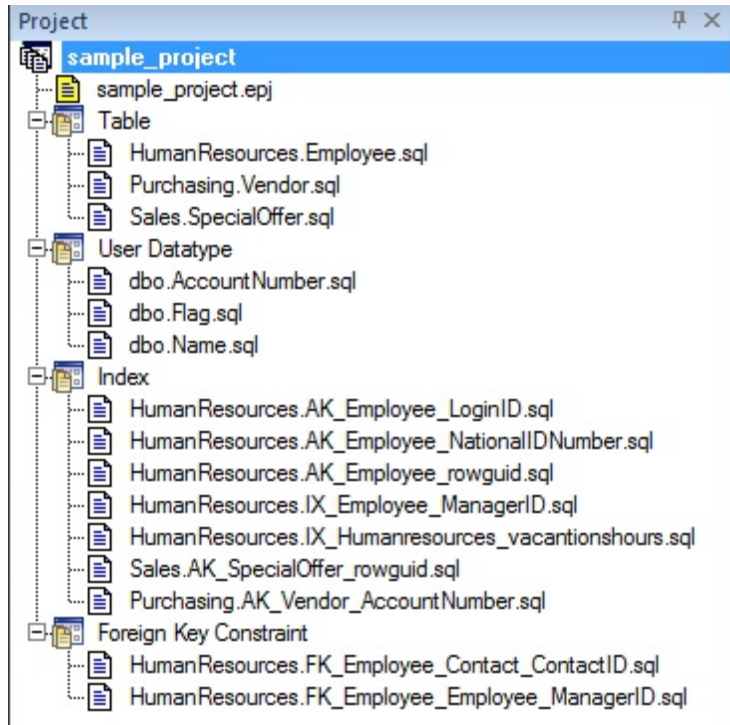 Project
sample_project
sample_project.epj
Table
HumanResources.Employee.sql
Purchasing.Vendor.sql
Sales.SpecialOffer.sql
User Datatype
dbo.AccountNumber.sql
dbo.Flag.sql
dbo.Name.sql
Index
HumanResources.AK_Employee_LoginID.sql
HumanResources.AK_Employee_NationalIDNumber.sql
HumanResources.AK_Employee_rowguid.sql
HumanResources.IX_Employee_ManagerID.sql
HumanResources.IX_Humanresources_vacantionshours.sql
Sales.AK_SpecialOffer_rowguid.sql
Purchasing.AK_Vendor_AccountNumber.sql
Foreign Key Constraint
HumanResources.FK_Employee_Contact_ContactID.sql
HumanResources.FK_Employee_Employee_ManagerID.sql